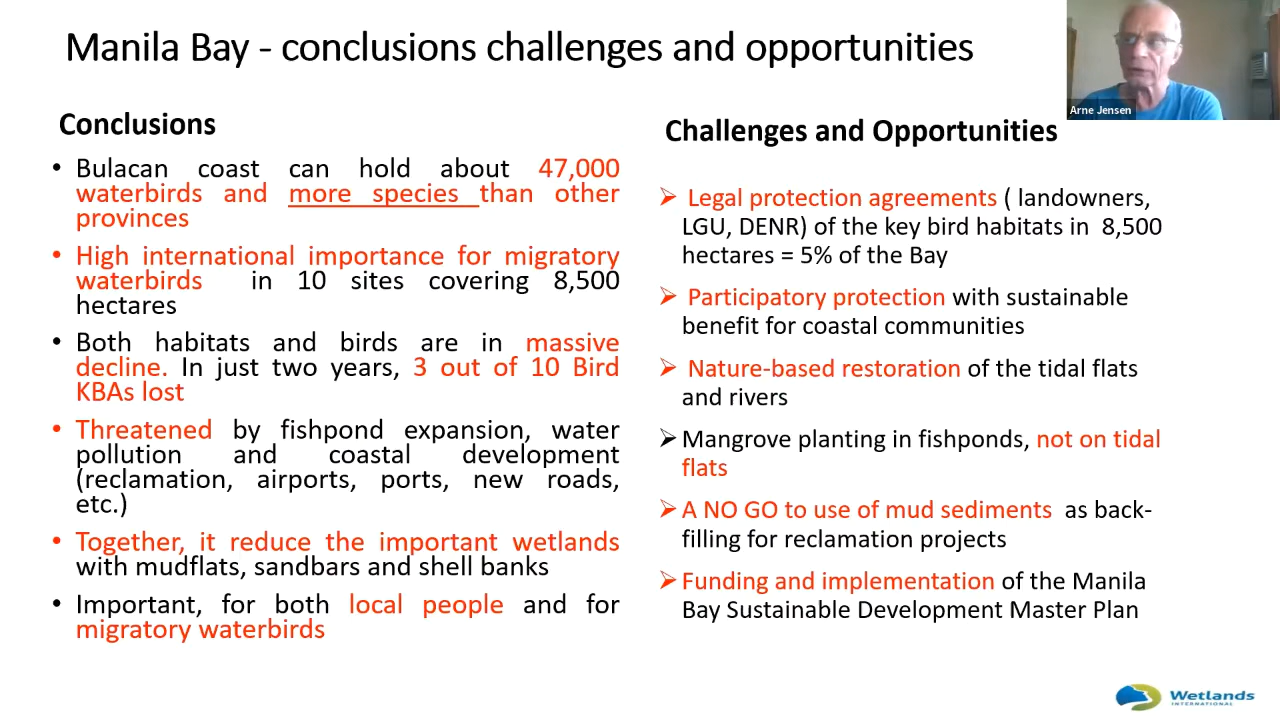 Manila Bay - conclusions challenges and opportunities
Arne Jensen
Conclusions
• Bulacan coast can hold about 47,000
waterbirds and more species than other
provinces
• High international importance for migratory
waterbirds in 10 sites covering 8,500
hectares
• Both habitats and birds are in massive
decline. In just two years, 3 out of 10 Bird
KBAs lost
• Threatened by fishpond expansion, water
pollution and coastal development
(reclamation, airports, ports, new roads,
etc.)
• Together, it reduce the important wetlands
with mudflats, sandbars and shell banks
• Important, for both local people and for
migratory waterbirds
Challenges and Opportunities
➢ Legal protection agreements ( landowners,
LGU, DENR) of the key bird habitats in 8,500
hectares = 5% of the Bay
➢ Participatory protection with sustainable
benefit for coastal communities
➢ Nature-based restoration of the tidal flats
and rivers
➢ Mangrove planting in fishponds, not on tidal
flats
➢ A NO GO to use of mud sediments as back-
filling for reclamation projects
➢ Funding and implementation of the Manila
Bay Sustainable Development Master Plan
Wetlands
INTERNATIONAL